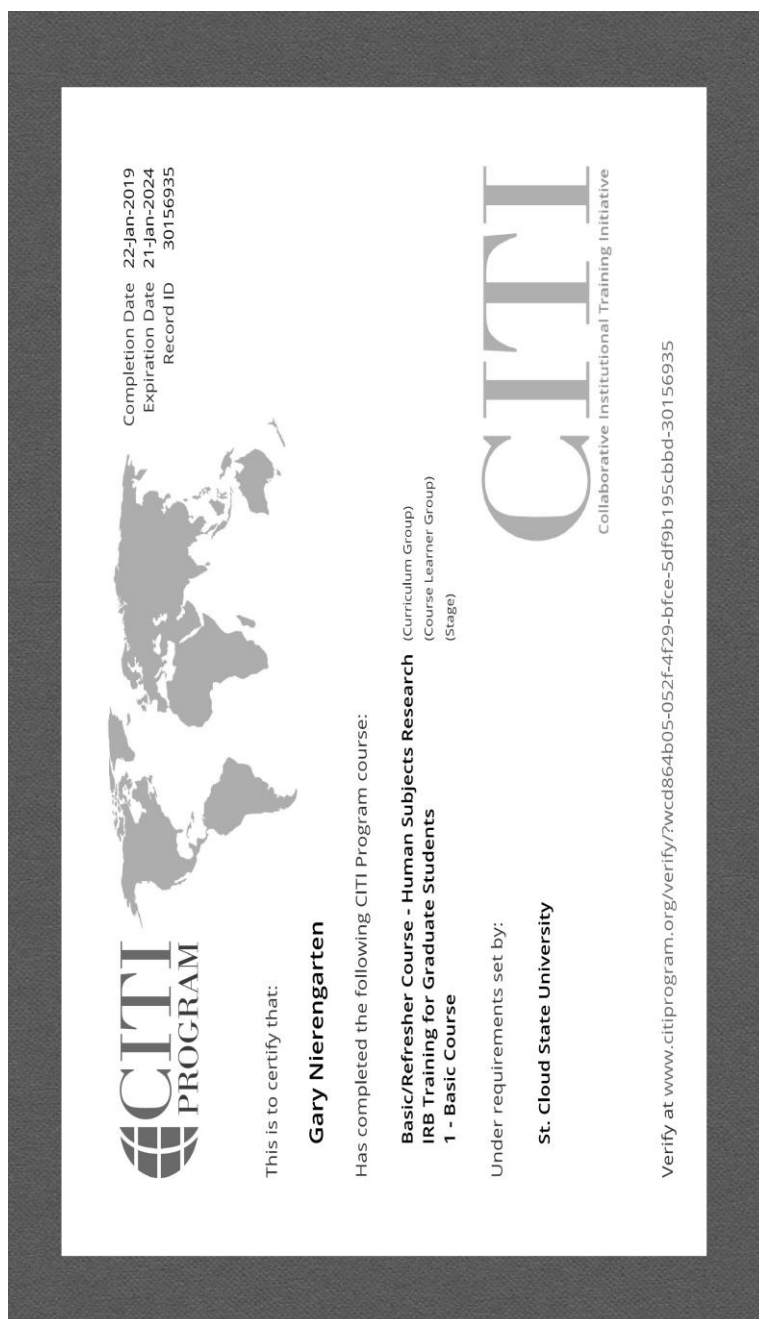 CITI
PROGRAM
Completion Date 22-Jan-2019
Expiration Date 21-Jan-2024
Record ID 30156935
This is to certify that:
Gary Nierengarten
Has completed the following CITI Program course:
Basic/Refresher Course - Human Subjects Research (Curriculum Group)
IRB Training for Graduate Students (Course Learner Group)
1 - Basic Course (Stage)
Under requirements set by:
St. Cloud State University
CITI
Collaborative Institutional Training Initiative
Verify at www.citiprogram.org/verify/?wcd864b05-052f-4f29-bfce-5df9b195cbbd-30156935